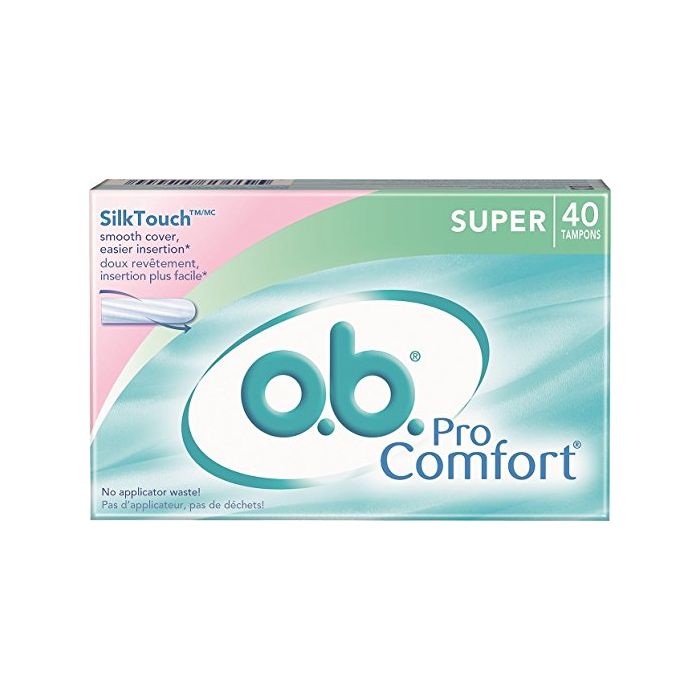 SilkTouch™/MC
smooth cover,
easier insertion*
doux revêtement,
insertion plus facile*
SUPER
40
TAMPONS
o.b.®
Pro
Comfort®
No applicator waste!
Pas d'applicateur, pas de déchets!